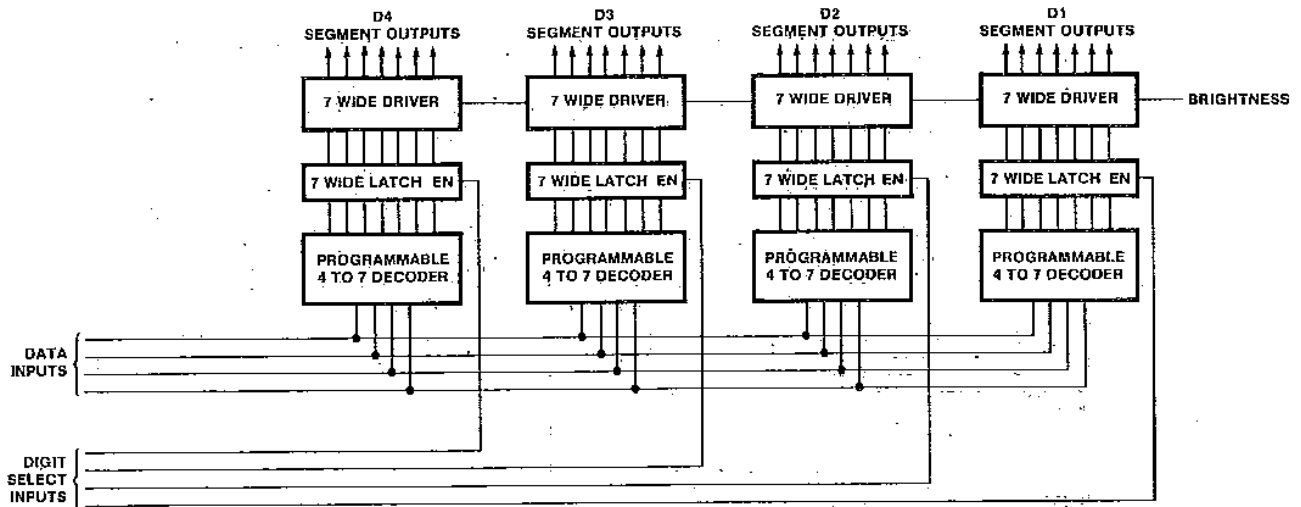 D4
SEGMENT OUTPUTS
D3
SEGMENT OUTPUTS
D2
SEGMENT OUTPUTS
D1
SEGMENT OUTPUTS
7 WIDE DRIVER
7 WIDE DRIVER
7 WIDE DRIVER
7 WIDE DRIVER
BRIGHTNESS
7 WIDE LATCH EN
7 WIDE LATCH EN
7 WIDE LATCH EN
7 WIDE LATCH EN
PROGRAMMABLE
4 TO 7 DECODER
PROGRAMMABLE
4 TO 7 DECODER
PROGRAMMABLE
4 TO 7 DECODER
PROGRAMMABLE
4 TO 7 DECODER
DATA
INPUTS
DIGIT
SELECT
INPUTS